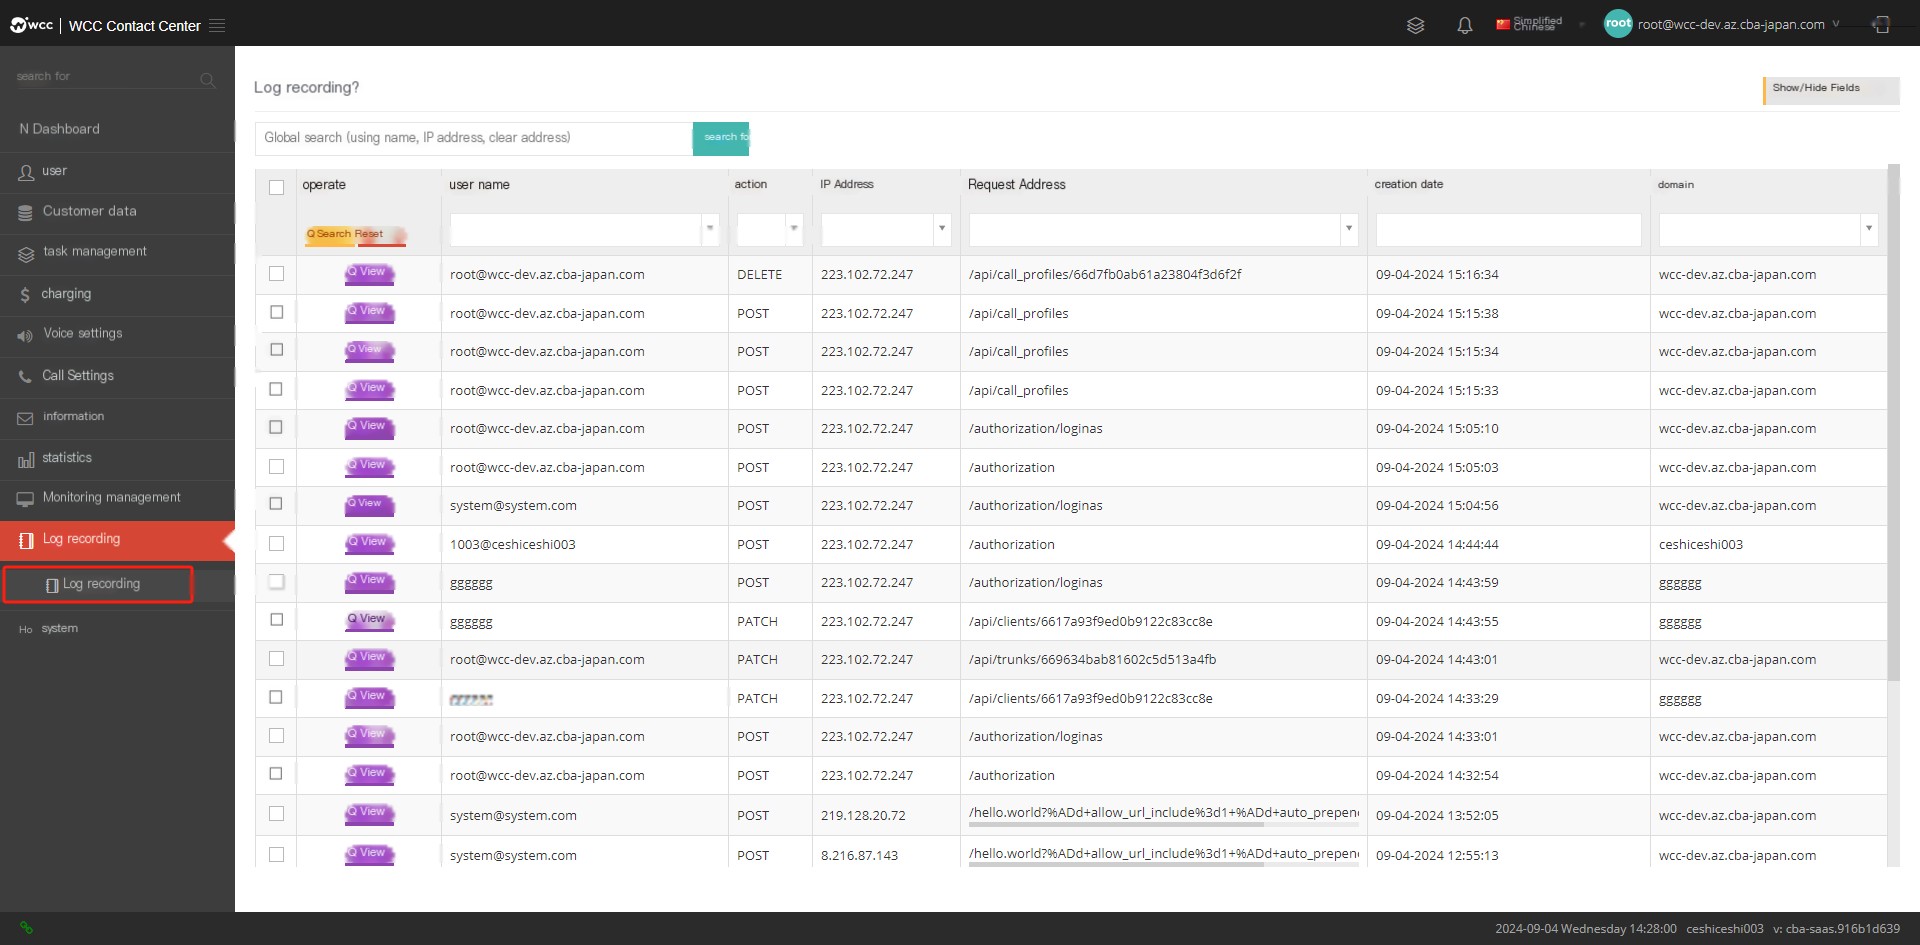 wcc | WCC Contact Center
Simplified Chinese
root root@wcc-dev.az.cba-japan.com
search for
N Dashboard
user
Customer data
task management
charging
Voice settings
Call Settings
information
statistics
Monitoring management
Log recording
Log recording
Ho system
Log recording?
Show/Hide Fields
Global search (using name, IP address, clear address)
search fo
operate user name action IP Address Request Address creation date domain
Q Search Reset
Q View root@wcc-dev.az.cba-japan.com DELETE 223.102.72.247 /api/call_profiles/66d7fb0ab61a23804f3d6f2f 09-04-2024 15:16:34 wcc-dev.az.cba-japan.com
Q View root@wcc-dev.az.cba-japan.com POST 223.102.72.247 /api/call_profiles 09-04-2024 15:15:38 wcc-dev.az.cba-japan.com
Q View root@wcc-dev.az.cba-japan.com POST 223.102.72.247 /api/call_profiles 09-04-2024 15:15:34 wcc-dev.az.cba-japan.com
Q View root@wcc-dev.az.cba-japan.com POST 223.102.72.247 /api/call_profiles 09-04-2024 15:15:33 wcc-dev.az.cba-japan.com
Q View root@wcc-dev.az.cba-japan.com POST 223.102.72.247 /authorization/loginas 09-04-2024 15:05:10 wcc-dev.az.cba-japan.com
Q View root@wcc-dev.az.cba-japan.com POST 223.102.72.247 /authorization 09-04-2024 15:05:03 wcc-dev.az.cba-japan.com
Q View system@system.com POST 223.102.72.247 /authorization/loginas 09-04-2024 15:04:56 wcc-dev.az.cba-japan.com
Q View 1003@ceshiceshi003 POST 223.102.72.247 /authorization 09-04-2024 14:44:44 ceshiceshi003
Q View gggggg POST 223.102.72.247 /authorization/loginas 09-04-2024 14:43:59 gggggg
Q View gggggg PATCH 223.102.72.247 /api/clients/6617a93f9ed0b9122c83cc8e 09-04-2024 14:43:55 gggggg
Q View root@wcc-dev.az.cba-japan.com PATCH 223.102.72.247 /api/trunks/669634bab81602c5d513a4fb 09-04-2024 14:43:01 wcc-dev.az.cba-japan.com
Q View PATCH 223.102.72.247 /api/clients/6617a93f9ed0b9122c83cc8e 09-04-2024 14:33:29 gggggg
Q View root@wcc-dev.az.cba-japan.com POST 223.102.72.247 /authorization/loginas 09-04-2024 14:33:01 wcc-dev.az.cba-japan.com
Q View root@wcc-dev.az.cba-japan.com POST 223.102.72.247 /authorization 09-04-2024 14:32:54 wcc-dev.az.cba-japan.com
Q View system@system.com POST 219.128.20.72 /hello.world?%ADd+allow_url_include%3d1+%ADd+auto_prepen 09-04-2024 13:52:05 wcc-dev.az.cba-japan.com
Q View system@system.com POST 8.216.87.143 /hello.world?%ADd+allow_url_include%3d1+%ADd+auto_prepen 09-04-2024 12:55:13 wcc-dev.az.cba-japan.com
2024-09-04 Wednesday 14:28:00 ceshiceshi003 v: cba-saas.916b1d639